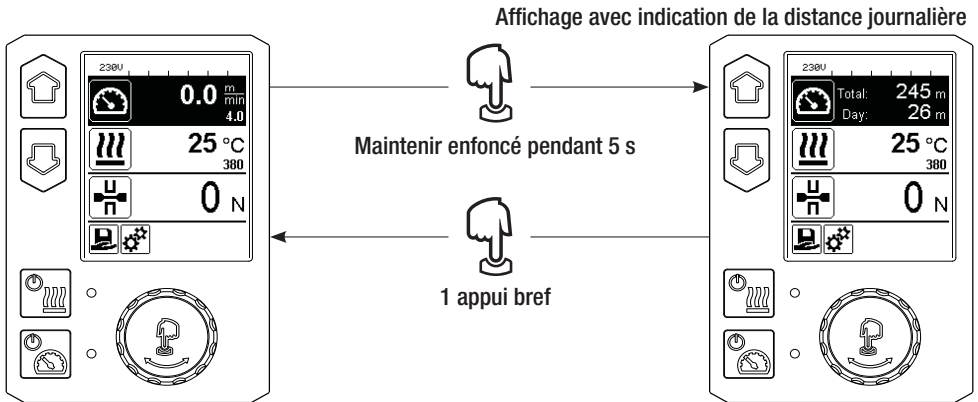 Affichage avec indication de la distance journalière
230V
0.0 m/min
4.0
25 °C
380
0 N
Maintenir enfoncé pendant 5 s
1 appui bref
230V
Total: 245 m
Day: 26 m
25 °C
380
0 N